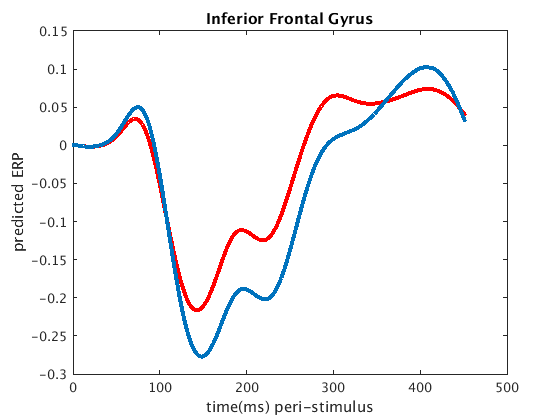 Inferior Frontal Gyrus
0.15
0.1
0.05
0
-0.05
-0.1
-0.15
-0.2
-0.25
-0.3
predicted ERP
0 100 200 300 400 500
time(ms) peri-stimulus